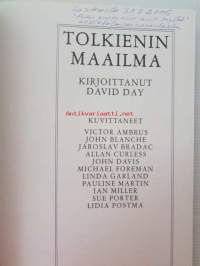 TOLKIENIN
MAAILMA
KIRJOITTANUT
DAVID DAY
KUVITTANEET
VICTOR AMBRUS
JOHN BLANCHE
JAROSLAV BRADAC
ALLAN CURLESS
JOHN DAVIS
MICHAEL FOREMAN
LINDA GARLAND
PAULINE MARTIN
IAN MILLER
SUE PORTER
LIDIA POSTMA